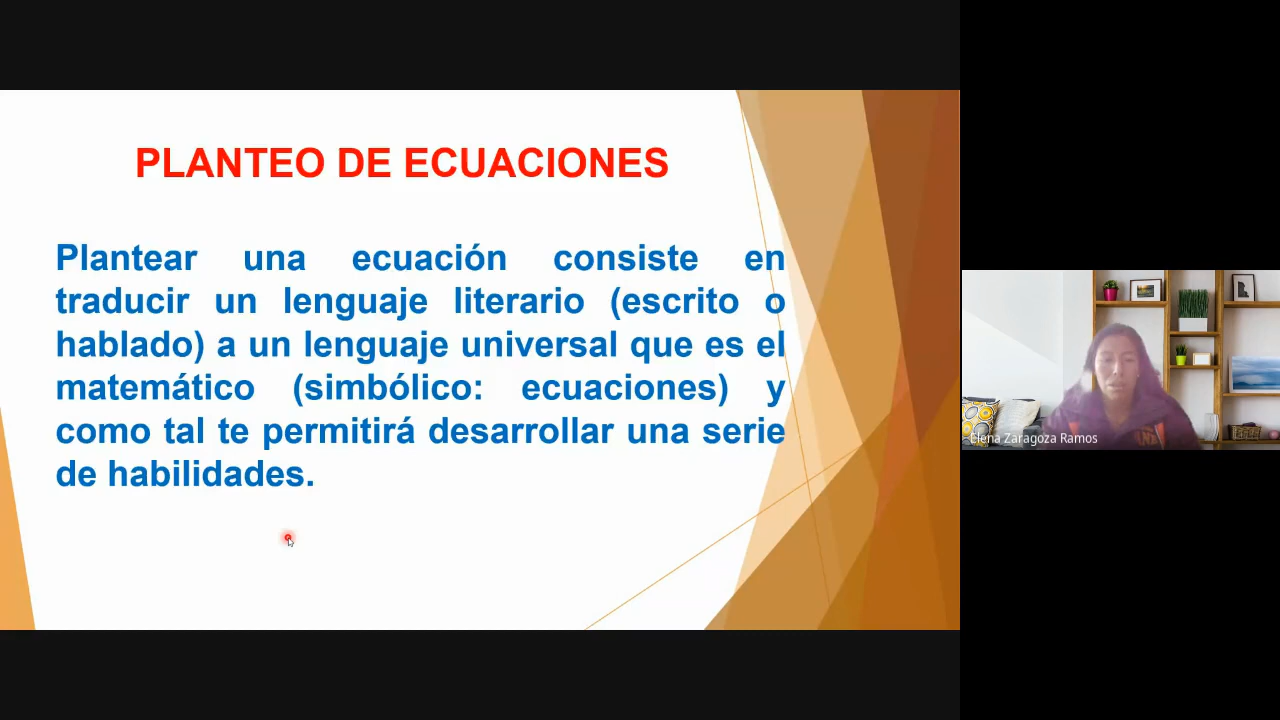 PLANTEO DE ECUACIONES
Plantear una ecuación consiste en
traducir un lenguaje literario (escrito o
hablado) a un lenguaje universal que es el
matemático (simbólico: ecuaciones) y
como tal te permitirá desarrollar una serie
de habilidades.
Elena Zaragoza Ramos